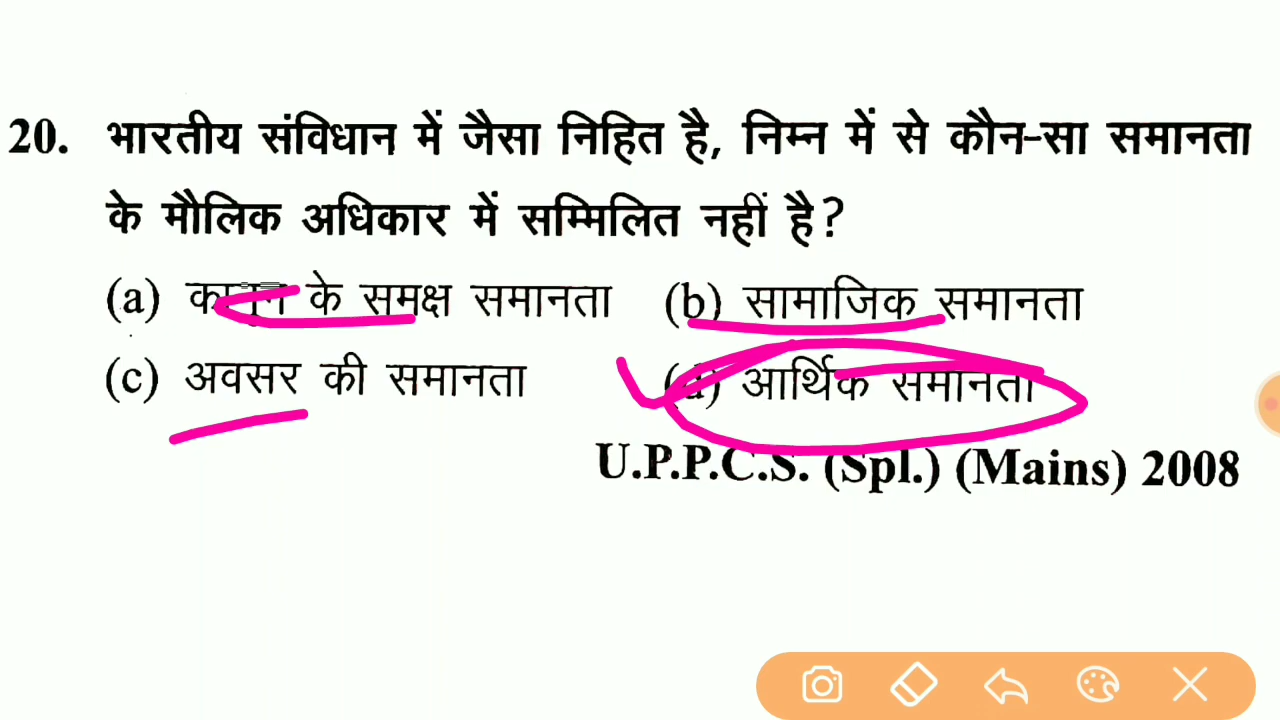 20. भारतीय संविधान में जैसा निहित है, निम्न में से कौन-सा समानता
के मौलिक अधिकार में सम्मिलित नहीं है?
(a) कानून के समक्ष समानता (b) सामाजिक समानता
(c) अवसर की समानता (d) आर्थिक समानता
U.P.P.C.S. (Spl.) (Mains) 2008